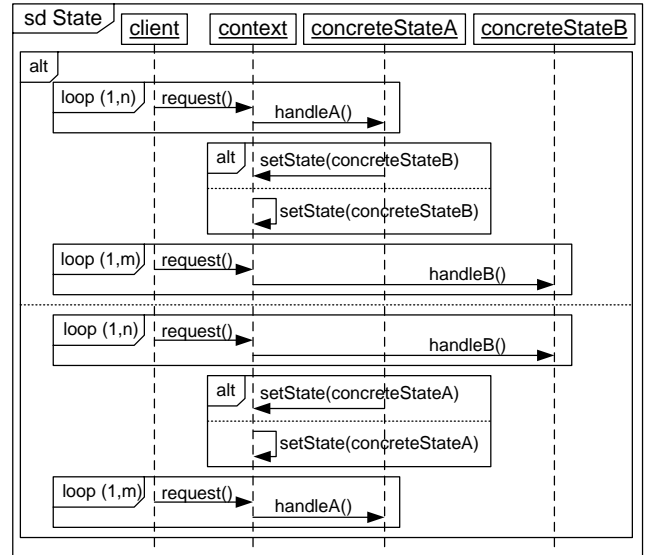 sd State
client context concreteStateA concreteStateB
alt
loop (1,n) request()
handleA()
alt setState(concreteStateB)
setState(concreteStateB)
loop (1,m) request()
handleB()
loop (1,n) request()
handleB()
alt setState(concreteStateA)
setState(concreteStateA)
loop (1,m) request()
handleA()